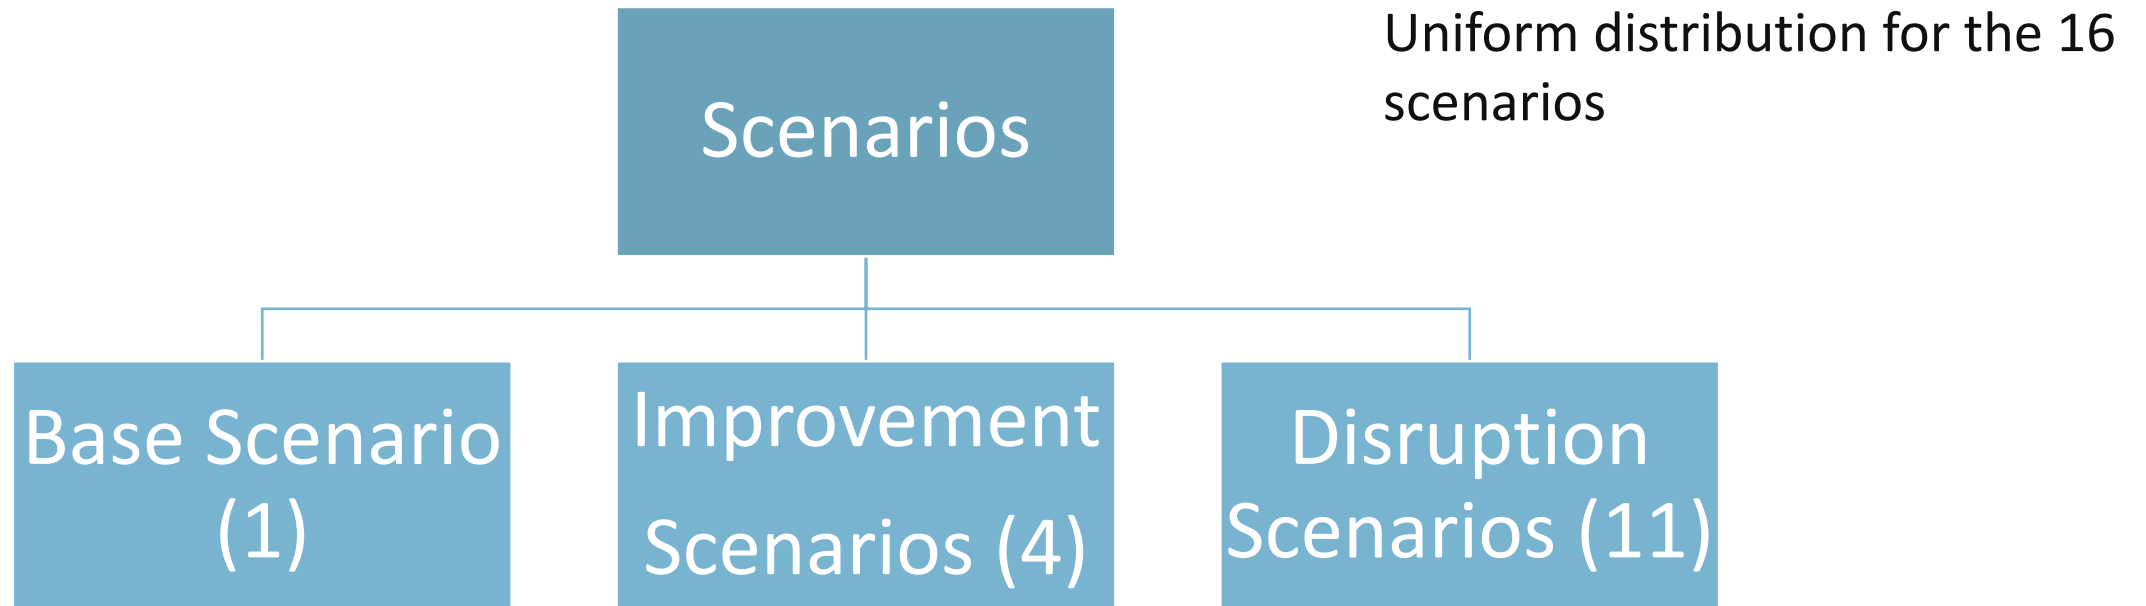 Scenarios
Uniform distribution for the 16
scenarios
Base Scenario
(1)
Improvement
Scenarios (4)
Disruption
Scenarios (11)